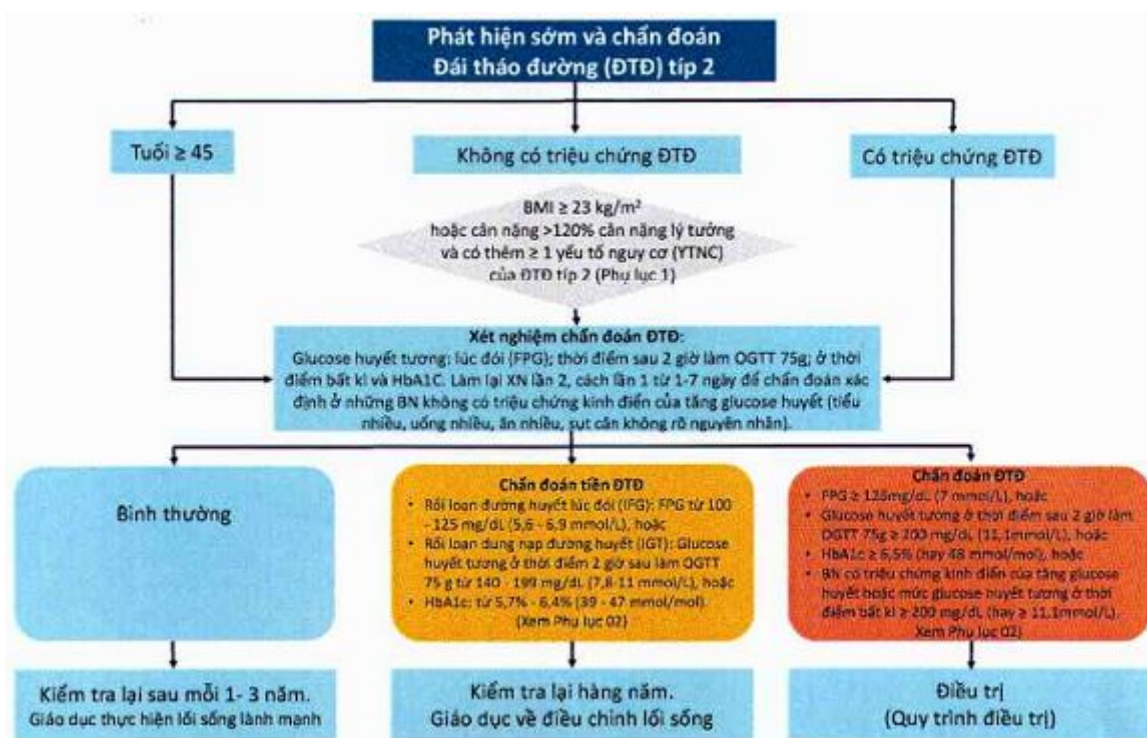 Phát hiện sớm và chẩn đoán
Đái tháo đường (ĐTĐ) típ 2
Tuổi ≥ 45
Không có triệu chứng ĐTĐ
Có triệu chứng ĐTĐ
BMI ≥ 23 kg/m²
hoặc cân nặng >120% cân nặng lý tưởng
và có thêm ≥ 1 yếu tố nguy cơ (YTNC)
của ĐTĐ típ 2 (Phụ lục 1)
Xét nghiệm chẩn đoán ĐTĐ:
Glucose huyết tương: lúc đói (FPG); thời điểm sau 2 giờ làm OGTT 75g; ở thời
điểm bất kì và HbA1C. Làm lại XN lần 2, cách lần 1 từ 1-7 ngày để chẩn đoán xác
định ở những BN không có triệu chứng kinh điển của tăng glucose huyết (tiểu
nhiều, uống nhiều, ăn nhiều, sụt cân không rõ nguyên nhân).
Bình thường
Chẩn đoán tiền ĐTĐ
• Rối loạn đường huyết lúc đói (IFG): FPG từ 100
- 125 mg/dL (5,6 - 6,9 mmol/L), hoặc
• Rối loạn dung nạp đường huyết (IGT): Glucose
huyết tương ở thời điểm 2 giờ sau làm OGTT
75 g từ 140 - 199 mg/dL (7,8-11 mmol/L), hoặc
• HbA1c: từ 5,7% - 6,4% (39 - 47 mmol/mol).
(Xem Phụ lục 02)
Chẩn đoán ĐTĐ
• FPG ≥ 126mg/dL (7 mmol/L), hoặc
• Glucose huyết tương ở thời điểm sau 2 giờ làm
OGTT 75g ≥ 200 mg/dL (11,1mmol/L), hoặc
• HbA1c ≥ 6,5% (hay 48 mmol/mol), hoặc
• BN có triệu chứng kinh điển của tăng glucose
huyết hoặc mức glucose huyết tương ở thời
điểm bất kì ≥ 200 mg/dL (hay ≥ 11,1mmol/L).
Xem Phụ lục 02)
Kiểm tra lại sau mỗi 1- 3 năm.
Giáo dục thực hiện lối sống lành mạnh
Kiểm tra lại hàng năm.
Giáo dục về điều chỉnh lối sống
Điều trị
(Quy trình điều trị)